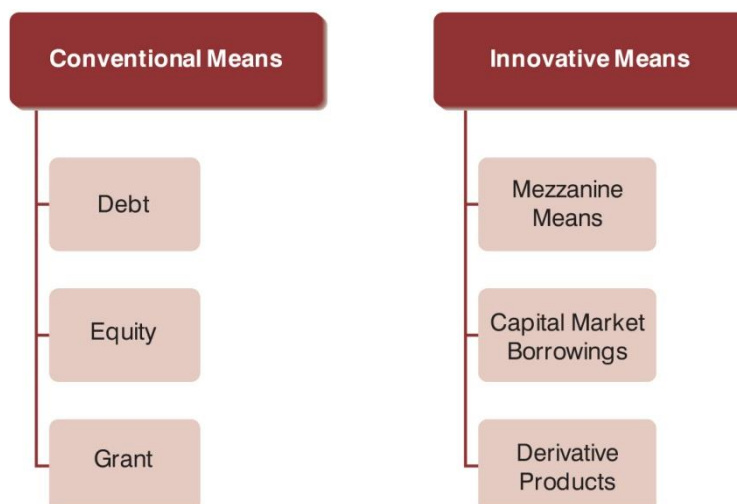 Conventional Means
Debt
Equity
Grant
Innovative Means
Mezzanine
Means
Capital Market
Borrowings
Derivative
Products